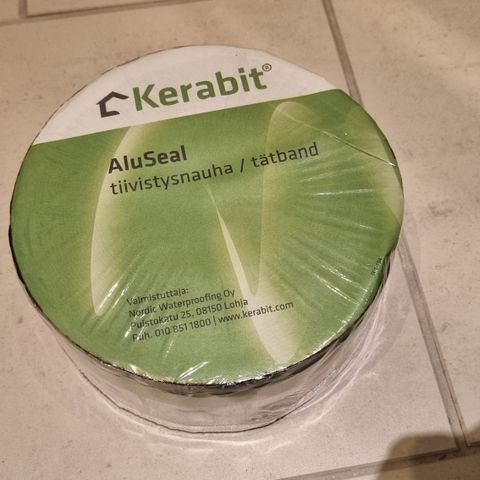 Kerabit®
AluSeal
tiivistysnauha / tätband
Valmistuttaja:
Nordic Waterproofing Oy
Puistokatu 25, 08150 Lohja
Puh. 010 851 1800 | www.kerabit.com